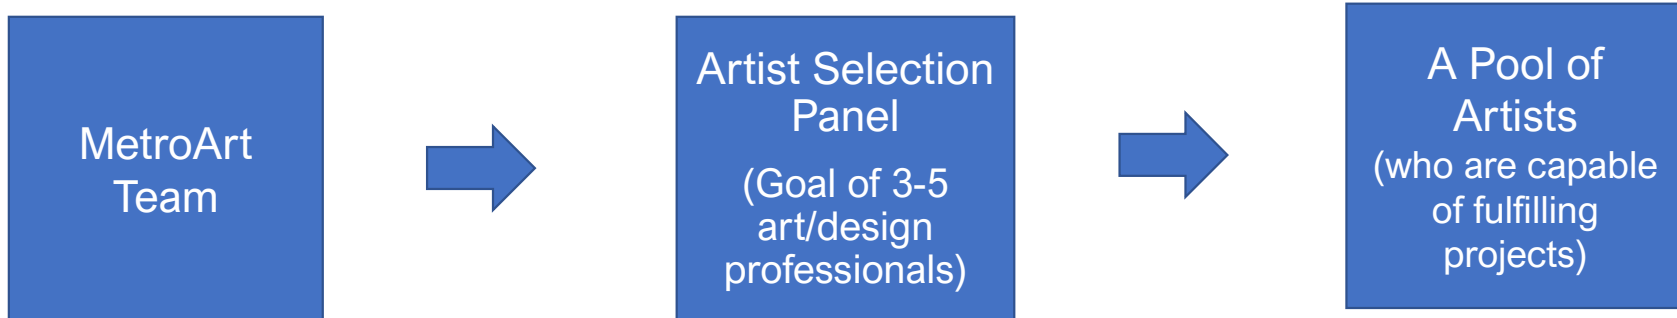 MetroArt
Team
Artist Selection
Panel
(Goal of 3-5
art/design
professionals)
A Pool of
Artists
(who are capable
of fulfilling
projects)